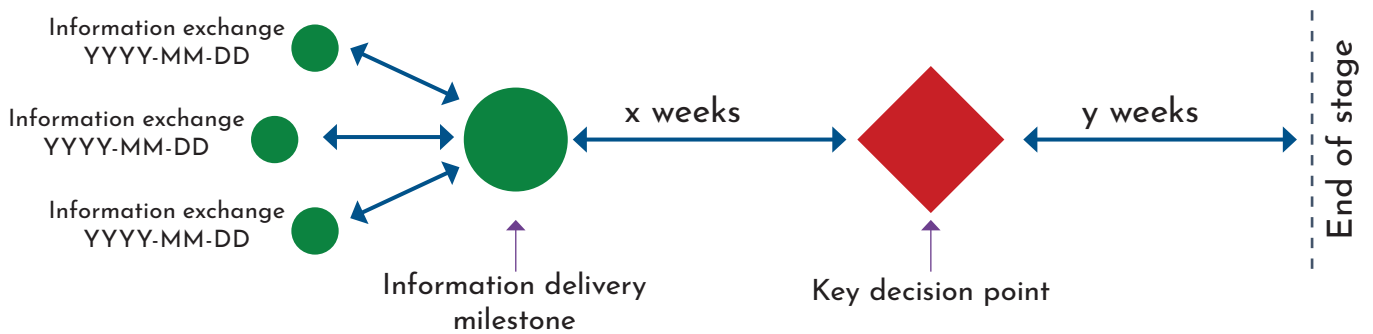 Information exchange
YYYY-MM-DD
Information exchange
YYYY-MM-DD
Information exchange
YYYY-MM-DD
x weeks
y weeks
End of stage
Information delivery
milestone
Key decision point